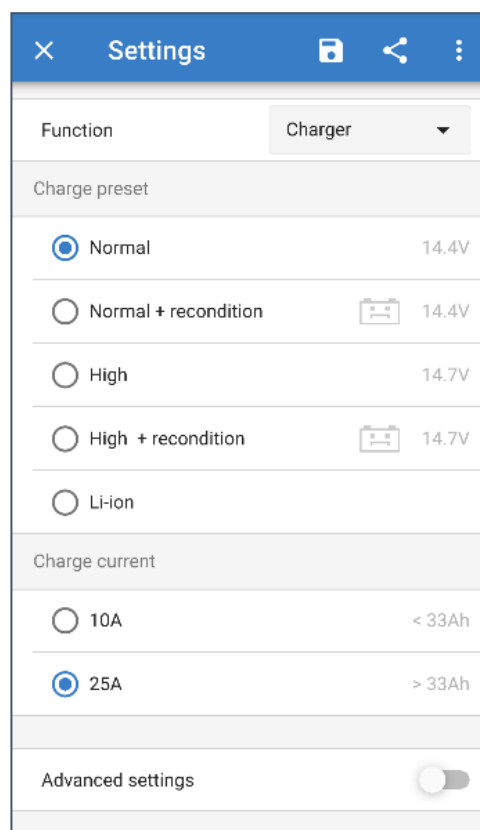 Settings
Function Charger
Charge preset
Normal 14.4V
Normal + recondition 14.4V
High 14.7V
High + recondition 14.7V
Li-ion
Charge current
10A < 33Ah
25A > 33Ah
Advanced settings